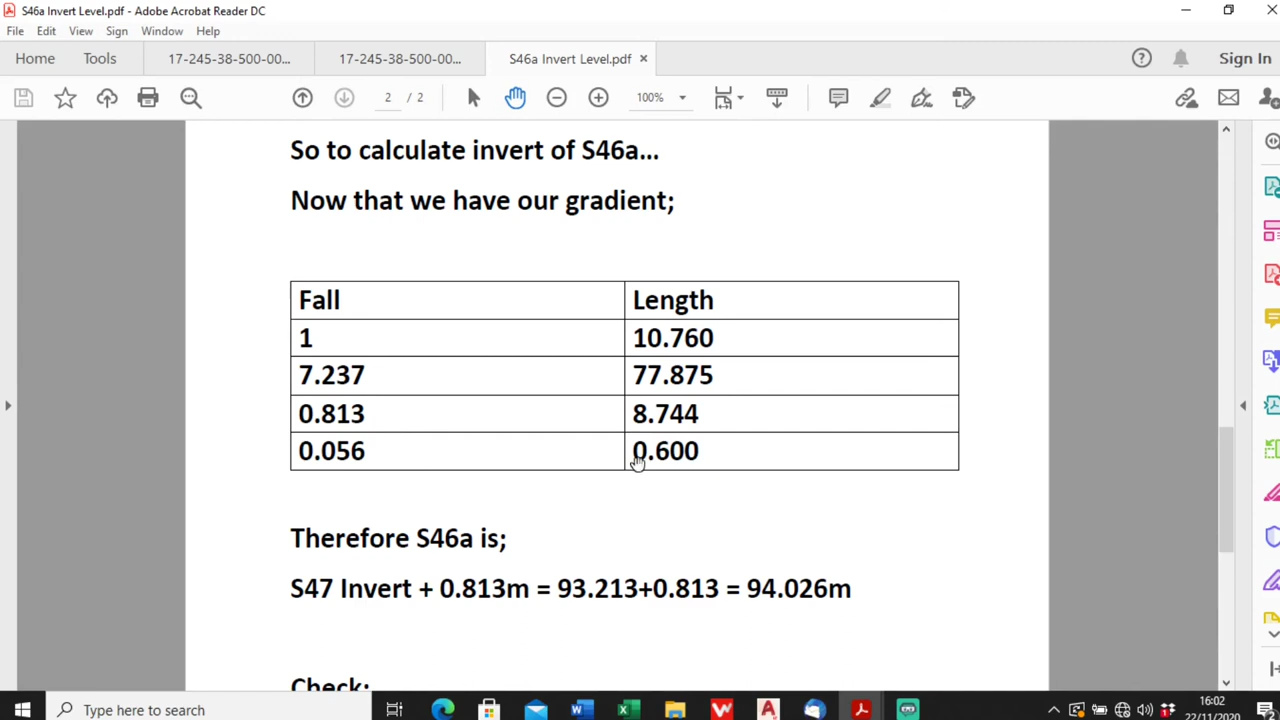 S46a Invert Level.pdf - Adobe Acrobat Reader DC
File Edit View Sign Window Help
Home Tools 17-245-38-500-00... 17-245-38-500-00... S46a Invert Level.pdf × Sign In
2 / 2 100%
So to calculate invert of S46a...
Now that we have our gradient;
Fall Length
1 10.760
7.237 77.875
0.813 8.744
0.056 0.600
Therefore S46a is;
S47 Invert + 0.813m = 93.213+0.813 = 94.026m
Check:
Type here to search
16:02
22/11/2020